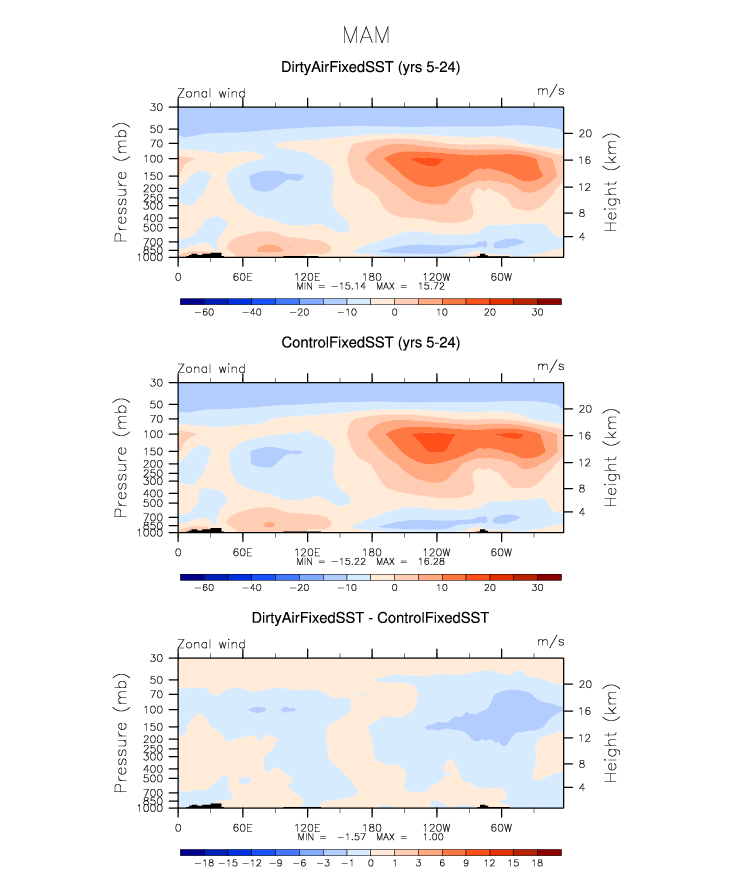 MAM
DirtyAirFixedSST (yrs 5-24)
Zonal wind m/s
30
50
70
100
150
200
250
300
400
500
700
850
1000
Pressure (mb)
20
16
12
8
4
Height (km)
0 60E 120E 180 120W 60W
MIN = -15.14 MAX = 15.72
-60 -40 -20 -10 0 10 20 30
ControlFixedSST (yrs 5-24)
Zonal wind m/s
30
50
70
100
150
200
250
300
400
500
700
850
1000
Pressure (mb)
20
16
12
8
4
Height (km)
0 60E 120E 180 120W 60W
MIN = -15.22 MAX = 16.28
-60 -40 -20 -10 0 10 20 30
DirtyAirFixedSST - ControlFixedSST
Zonal wind m/s
30
50
70
100
150
200
250
300
400
500
700
850
1000
Pressure (mb)
20
16
12
8
4
Height (km)
0 60E 120E 180 120W 60W
MIN = -1.57 MAX = 1.00
-18 -15 -12 -9 -6 -3 -1 0 1 3 6 9 12 15 18